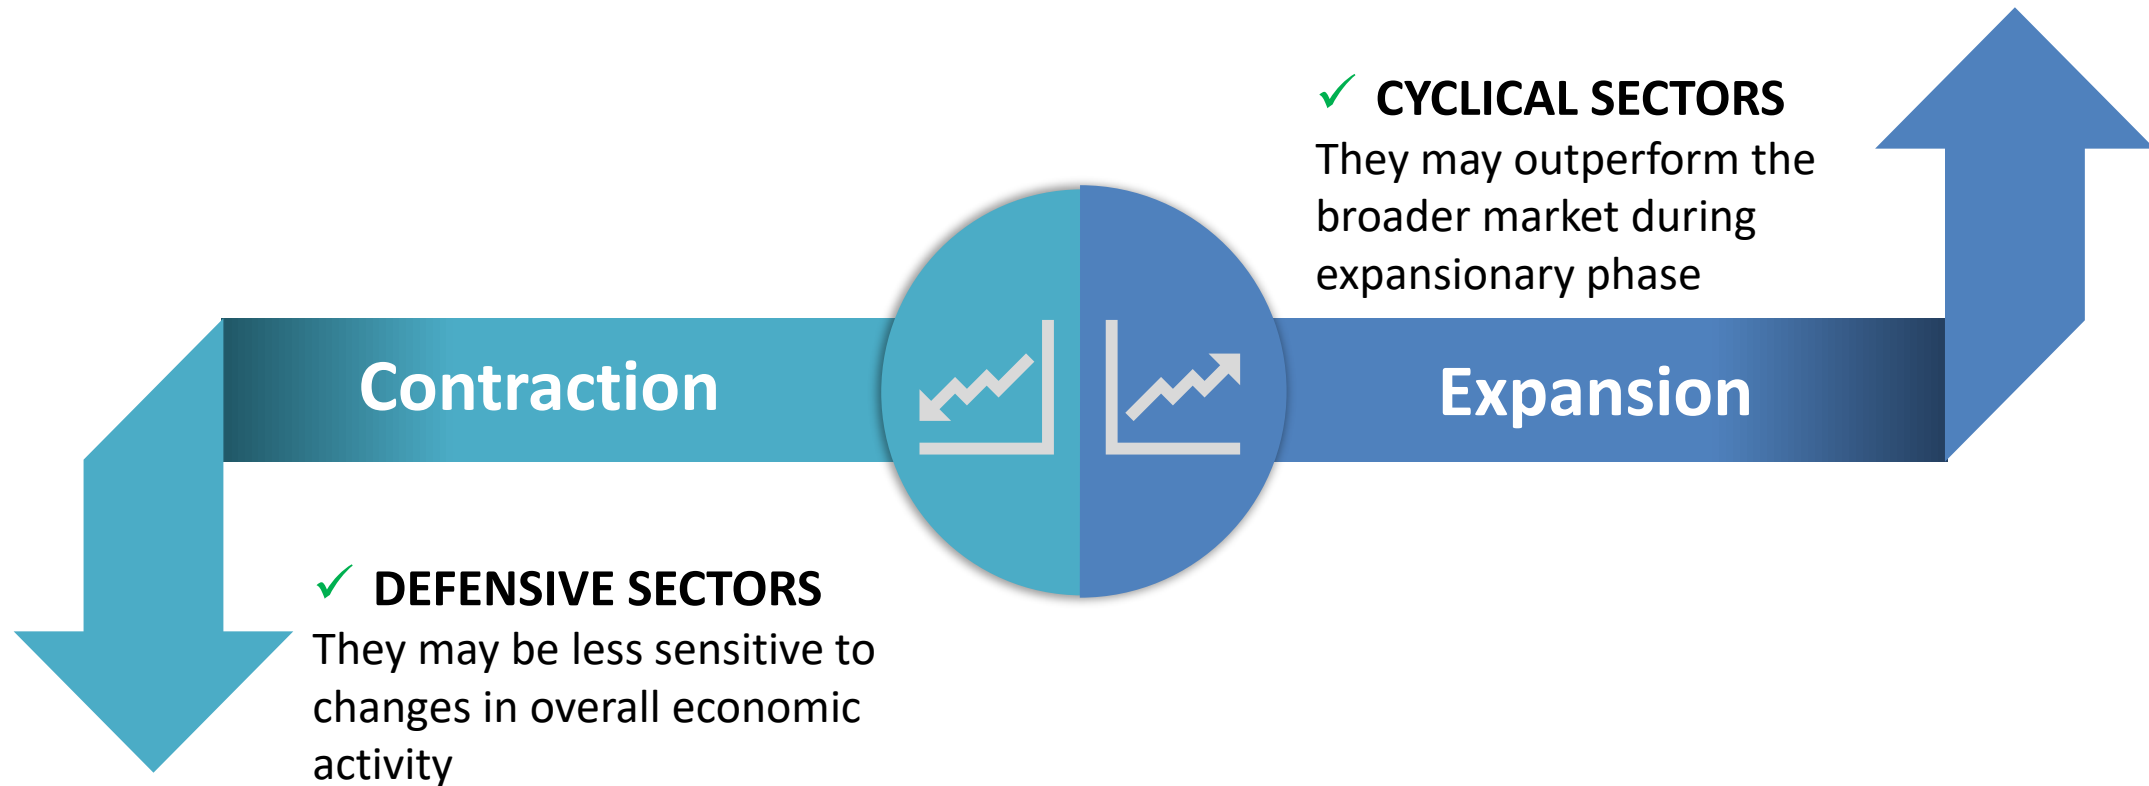 ✓ CYCLICAL SECTORS
They may outperform the
broader market during
expansionary phase
Contraction
Expansion
✓ DEFENSIVE SECTORS
They may be less sensitive to
changes in overall economic
activity